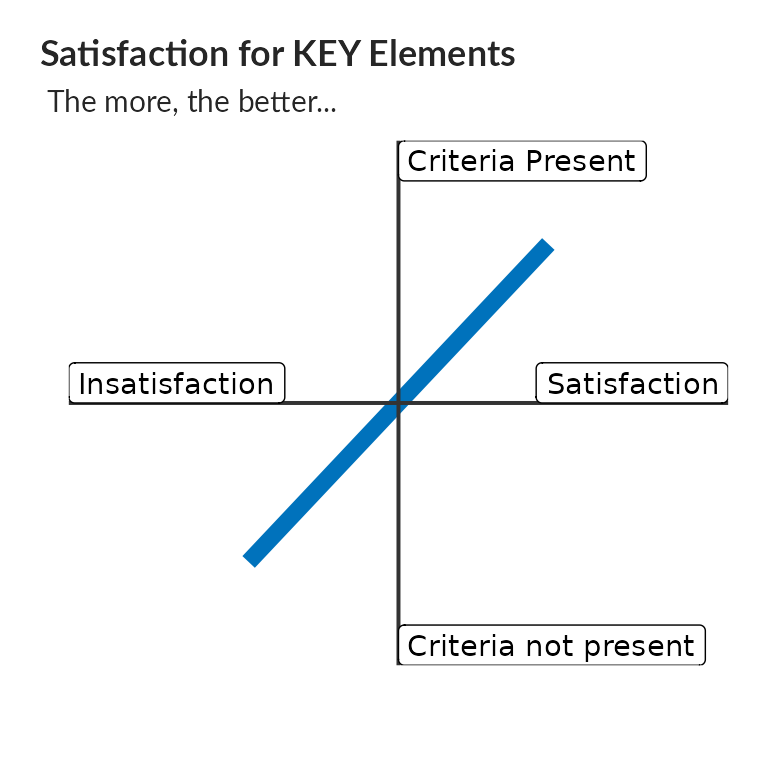 Satisfaction for KEY Elements
The more, the better...
Criteria Present
Insatisfaction
Satisfaction
Criteria not present